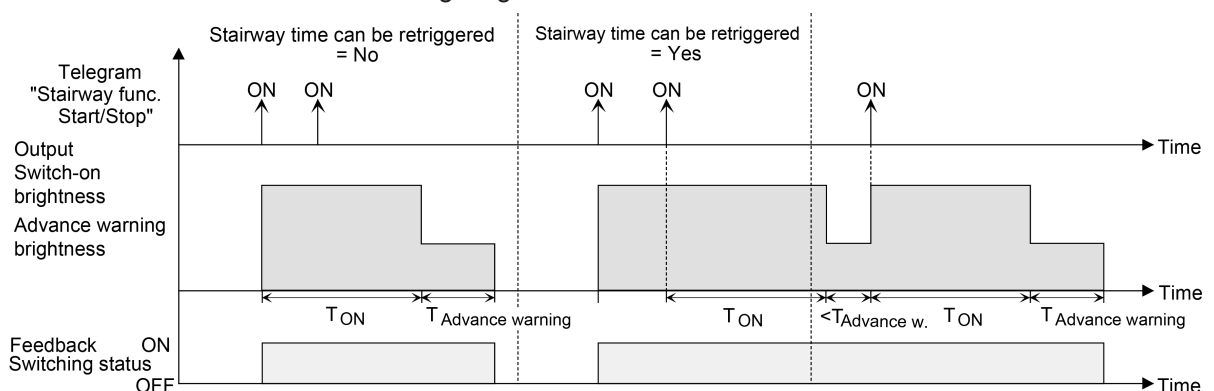 Stairway time can be retriggered
= No
Stairway time can be retriggered
= Yes
Telegram
"Stairway func.
Start/Stop"
ON
ON
ON
ON
ON
Time
Output
Switch-on
brightness
Advance warning
brightness
Time
T ON
T Advance warning
T ON
<TAdvance w.
T ON
T Advance warning
Feedback ON
Switching status
OFF
Time